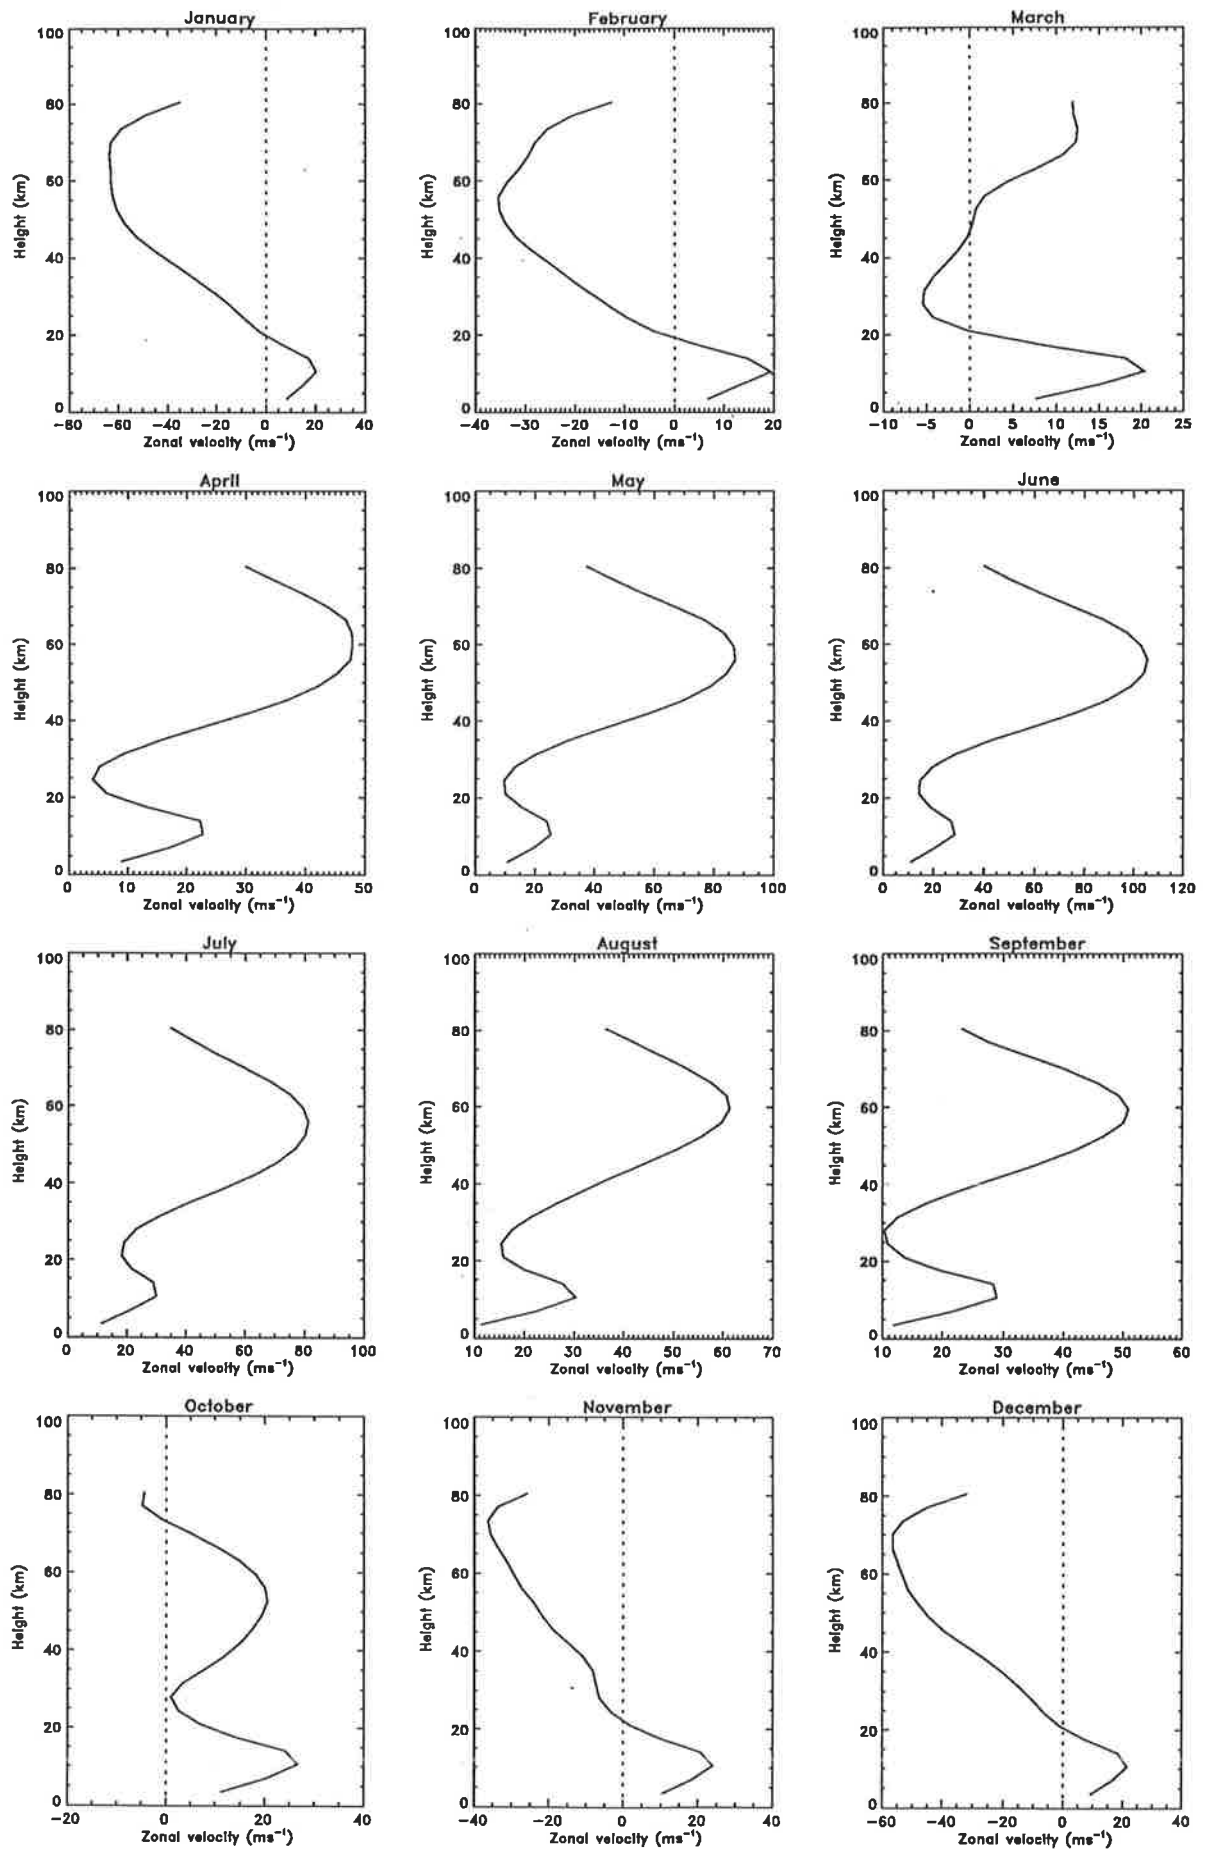 January
February
March
100
80
60
40
20
0
Height (km)
-80 -60 -40 -20 0 20 40
Zonal velocity (ms⁻¹)
100
80
60
40
20
0
Height (km)
-40 -30 -20 -10 0 10 20
Zonal velocity (ms⁻¹)
100
80
60
40
20
0
Height (km)
-10 -5 0 5 10 15 20 25
Zonal velocity (ms⁻¹)
April
May
June
100
80
60
40
20
0
Height (km)
0 10 20 30 40 50
Zonal velocity (ms⁻¹)
100
80
60
40
20
0
Height (km)
0 20 40 60 80 100
Zonal velocity (ms⁻¹)
100
80
60
40
20
0
Height (km)
0 20 40 60 80 100 120
Zonal velocity (ms⁻¹)
July
August
September
100
80
60
40
20
0
Height (km)
0 20 40 60 80 100
Zonal velocity (ms⁻¹)
100
80
60
40
20
0
Height (km)
10 20 30 40 50 60 70
Zonal velocity (ms⁻¹)
100
80
60
40
20
0
Height (km)
10 20 30 40 50 60
Zonal velocity (ms⁻¹)
October
November
December
100
80
60
40
20
0
Height (km)
-20 0 20 40
Zonal velocity (ms⁻¹)
100
80
60
40
20
0
Height (km)
-40 -20 0 20 40
Zonal velocity (ms⁻¹)
100
80
60
40
20
0
Height (km)
-60 -40 -20 0 20 40
Zonal velocity (ms⁻¹)